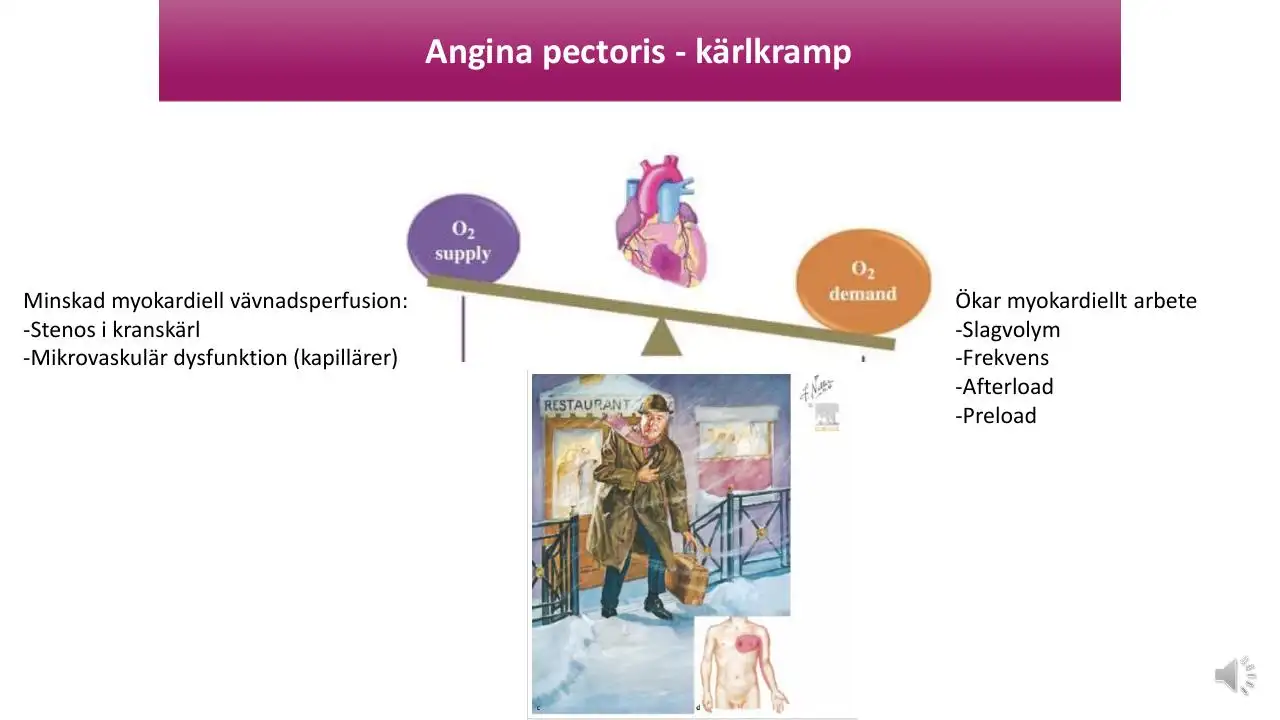 Angina pectoris - kärlkramp
O2
supply
O2
demand
Minskad myokardiell vävnadsperfusion:
-Stenos i kranskärl
-Mikrovaskulär dysfunktion (kapillärer)
Ökar myokardiellt arbete
-Slagvolym
-Frekvens
-Afterload
-Preload
RESTAURANT
c
d